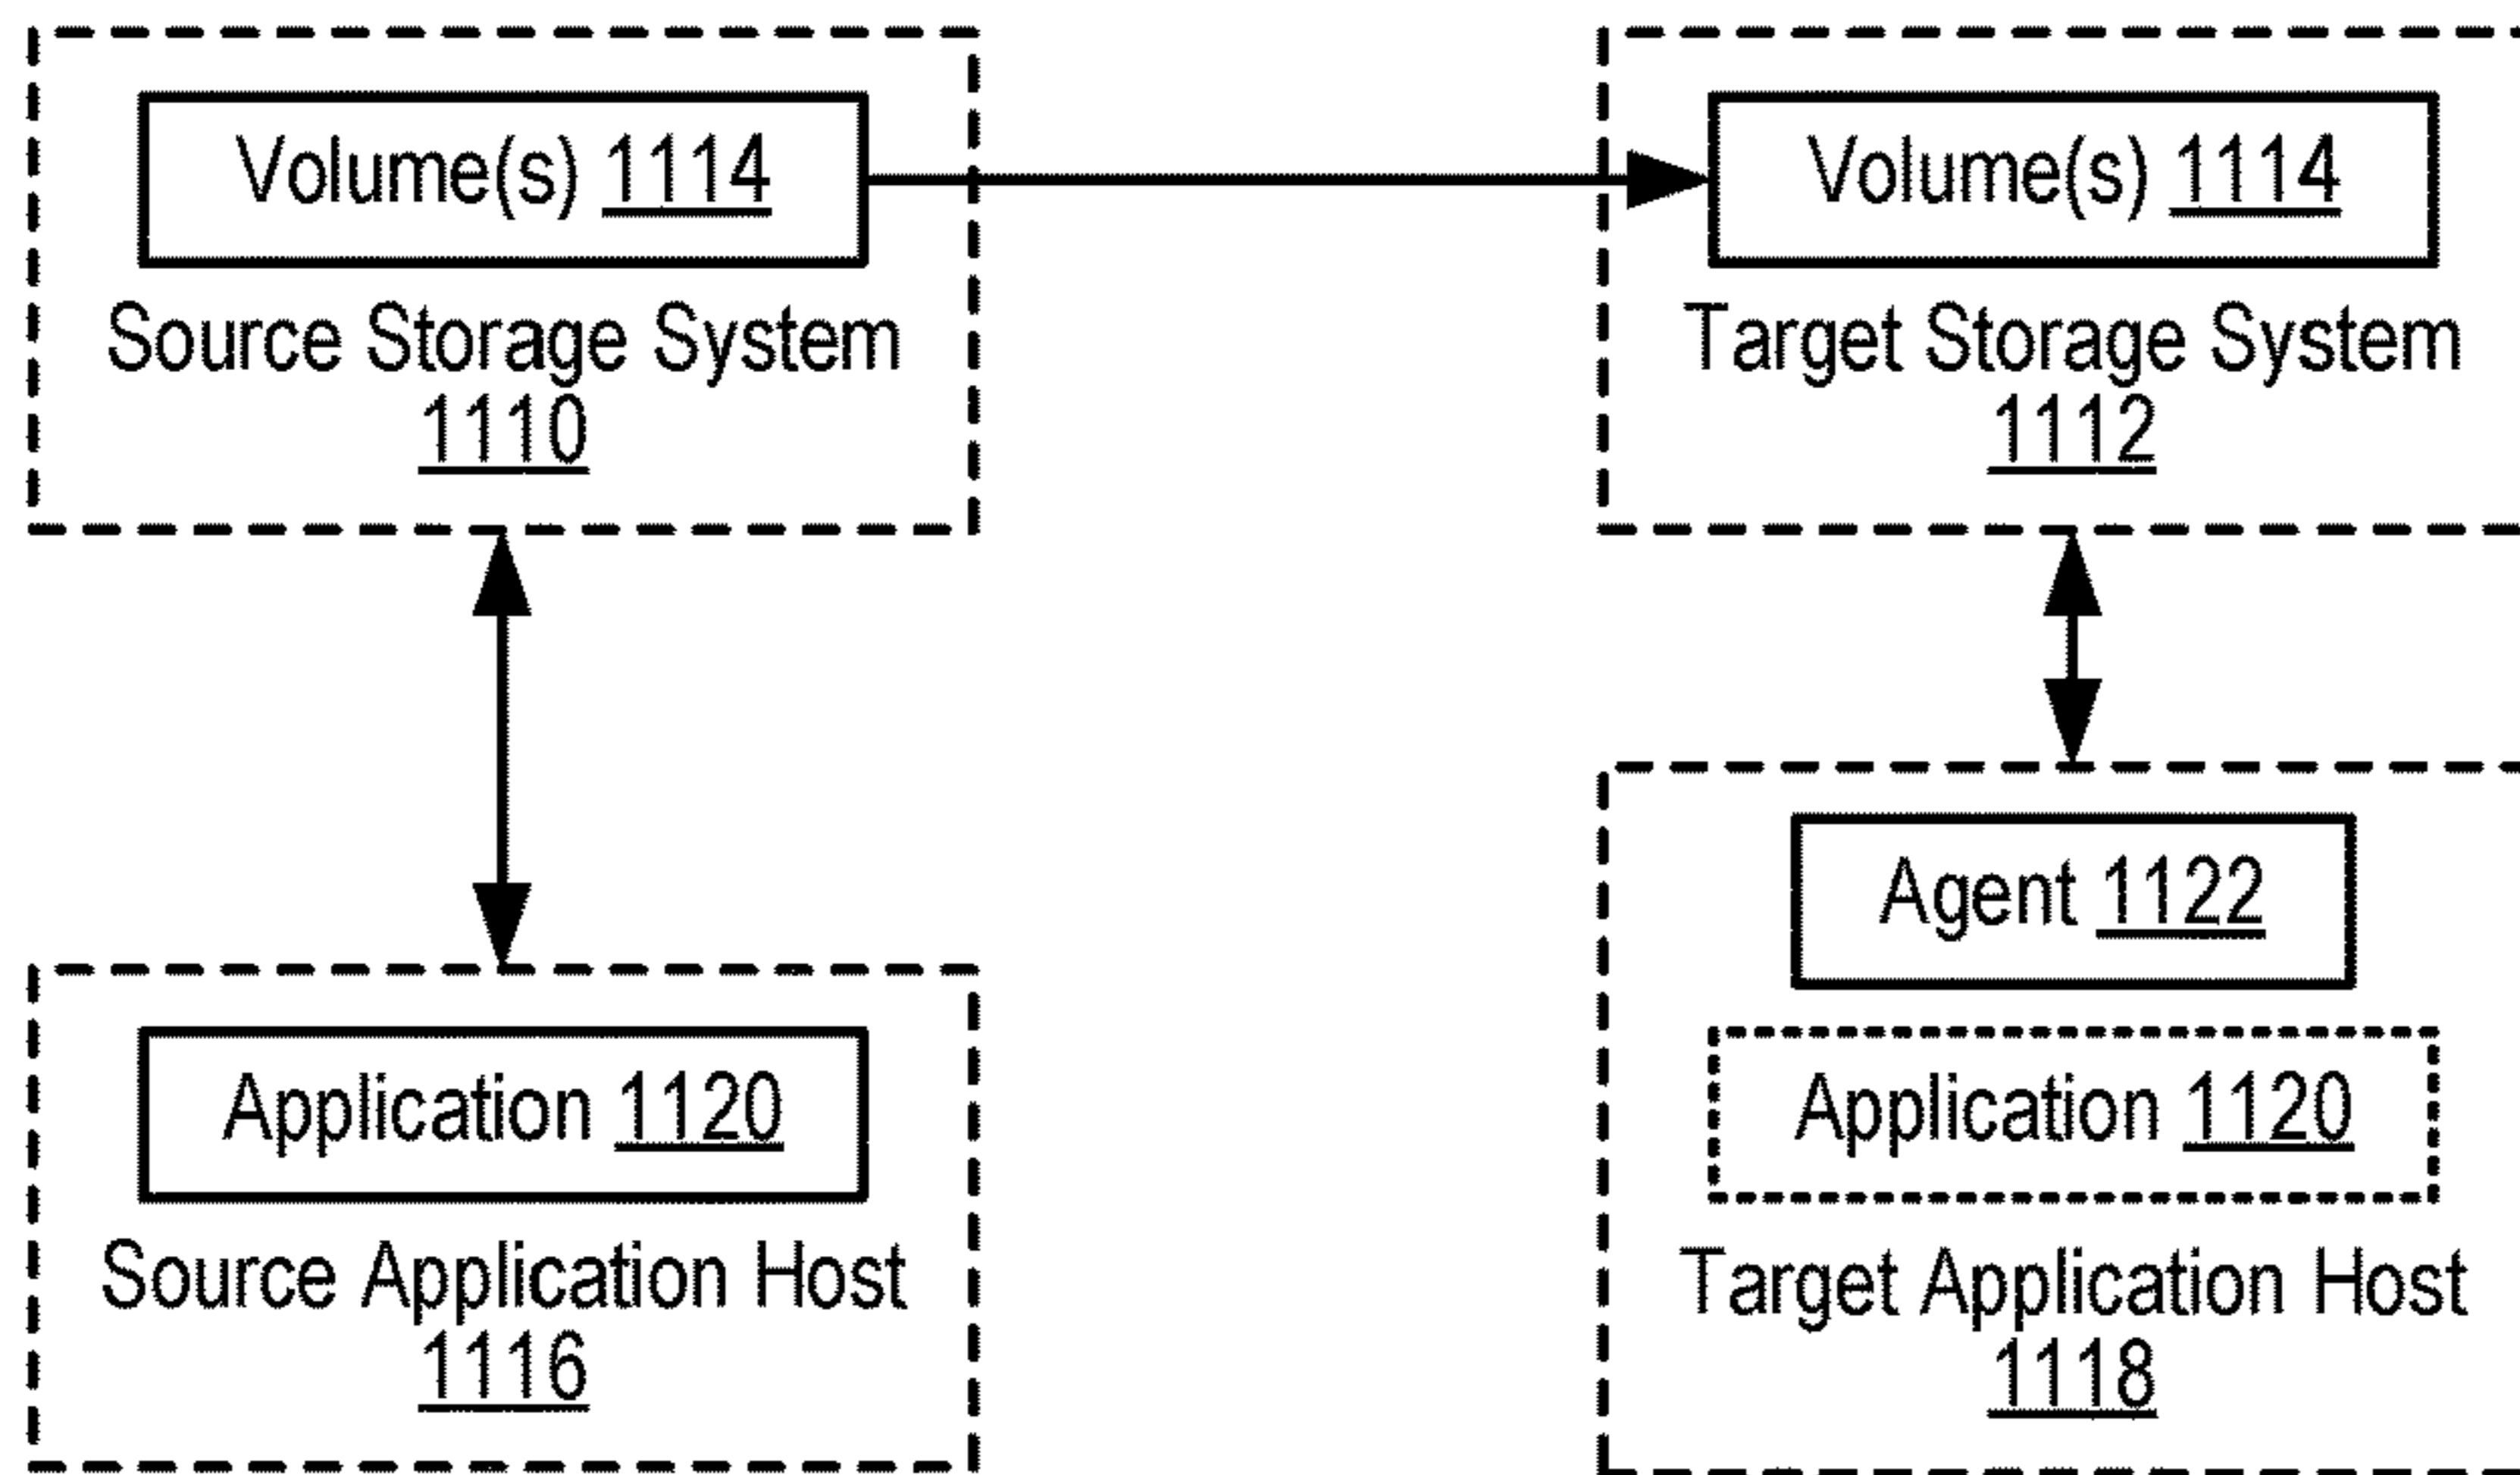 Volume(s) 1114
Source Storage System
1110
Volume(s) 1114
Target Storage System
1112
Application 1120
Source Application Host
1116
Agent 1122
Application 1120
Target Application Host
1118